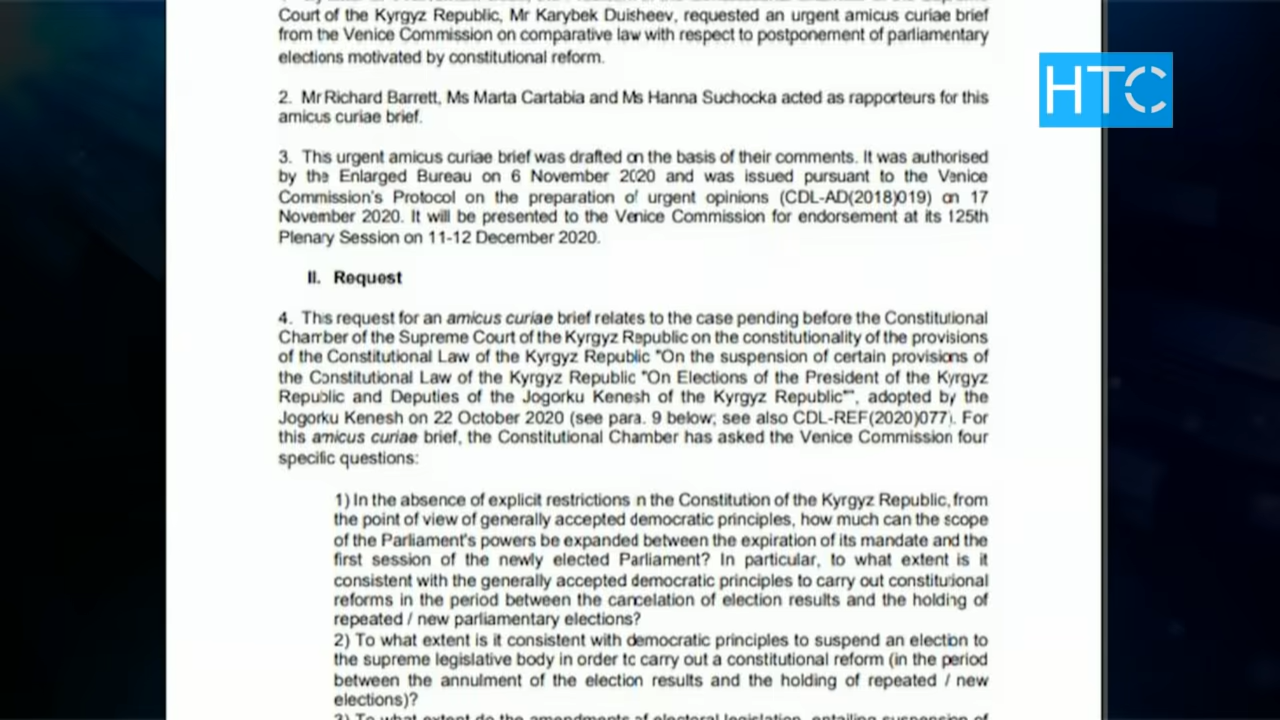 Court of the Kyrgyz Republic, Mr Karybek Duisheev, requested an urgent amicus curiae brief
from the Venice Commission on comparative law with respect to postponement of parliamentary
elections motivated by constitutional reform.
HTC
2. Mr Richard Barrett, Ms Marta Cartabia and Ms Hanna Suchocka acted as rapporteurs for this
amicus curiae brief.
3. This urgent amicus curiae brief was drafted on the basis of their comments. It was authorised
by the Enlarged Bureau on 6 November 2020 and was issued pursuant to the Venice
Commission's Protocol on the preparation of urgent opinions (CDL-AD(2018)019) on 17
November 2020. It will be presented to the Venice Commission for endorsement at its 125th
Plenary Session on 11-12 December 2020.
II. Request
4. This request for an amicus curiae brief relates to the case pending before the Constitutional
Chamber of the Supreme Court of the Kyrgyz Republic on the constitutionality of the provisions
of the Constitutional Law of the Kyrgyz Republic "On the suspension of certain provisions of
the Constitutional Law of the Kyrgyz Republic "On Elections of the President of the Kyrgyz
Republic and Deputies of the Jogorku Kenesh of the Kyrgyz Republic"", adopted by the
Jogorku Kenesh on 22 October 2020 (see para. 9 below; see also CDL-REF(2020)077). For
this amicus curiae brief, the Constitutional Chamber has asked the Venice Commission four
specific questions:
1) In the absence of explicit restrictions in the Constitution of the Kyrgyz Republic, from
the point of view of generally accepted democratic principles, how much can the scope
of the Parliament's powers be expanded between the expiration of its mandate and the
first session of the newly elected Parliament? In particular, to what extent is it
consistent with the generally accepted democratic principles to carry out constitutional
reforms in the period between the cancelation of election results and the holding of
repeated / new parliamentary elections?
2) To what extent is it consistent with democratic principles to suspend an election to
the supreme legislative body in order to carry out a constitutional reform (in the period
between the annulment of the election results and the holding of repeated / new
elections)?
3) To what extent do the amendments of electoral legislation, entailing suspension of